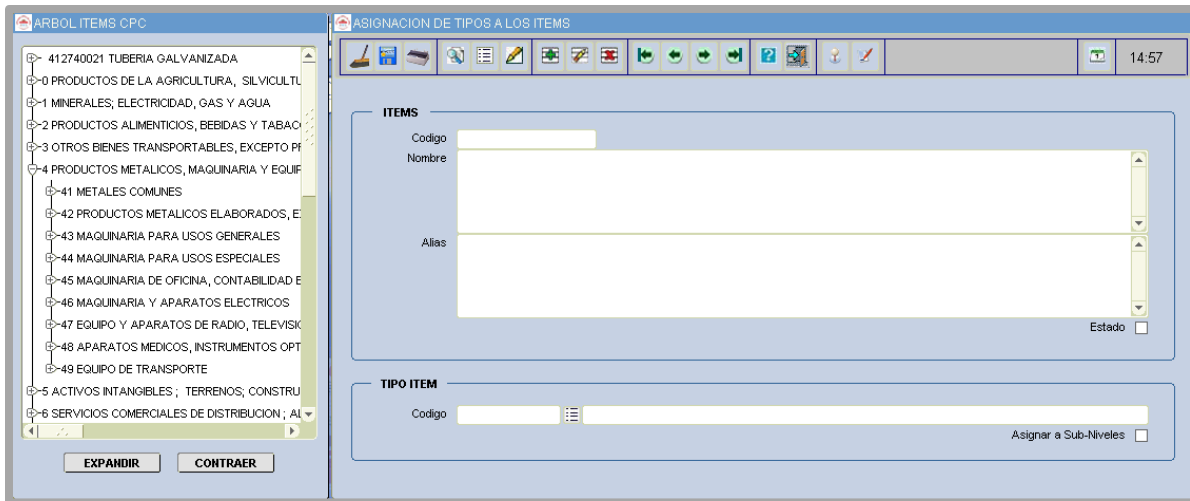 ARBOL ITEMS CPC
412740021 TUBERIA GALVANIZADA
0 PRODUCTOS DE LA AGRICULTURA, SILVICULTU
1 MINERALES; ELECTRICIDAD, GAS Y AGUA
2 PRODUCTOS ALIMENTICIOS, BEBIDAS Y TABAC
3 OTROS BIENES TRANSPORTABLES, EXCEPTO
4 PRODUCTOS METALICOS, MAQUINARIA Y EQUIP
41 METALES COMUNES
42 PRODUCTOS METALICOS ELABORADOS,
43 MAQUINARIA PARA USOS GENERALES
44 MAQUINARIA PARA USOS ESPECIALES
45 MAQUINARIA DE OFICINA, CONTABILIDAD E
46 MAQUINARIA Y APARATOS ELECTRICOS
47 EQUIPO Y APARATOS DE RADIO, TELEVISI
48 APARATOS MEDICOS, INSTRUMENTOS OPT
49 EQUIPO DE TRANSPORTE
5 ACTIVOS INTANGIBLES ; TERRENOS; CONSTRU
6 SERVICIOS COMERCIALES DE DISTRIBUCION ;
EXPANDIR CONTRAER
ASIGNACION DE TIPOS A LOS ITEMS
14:57
ITEMS
Codigo
Nombre
Alias
Estado
TIPO ITEM
Codigo
Asignar a Sub-Niveles